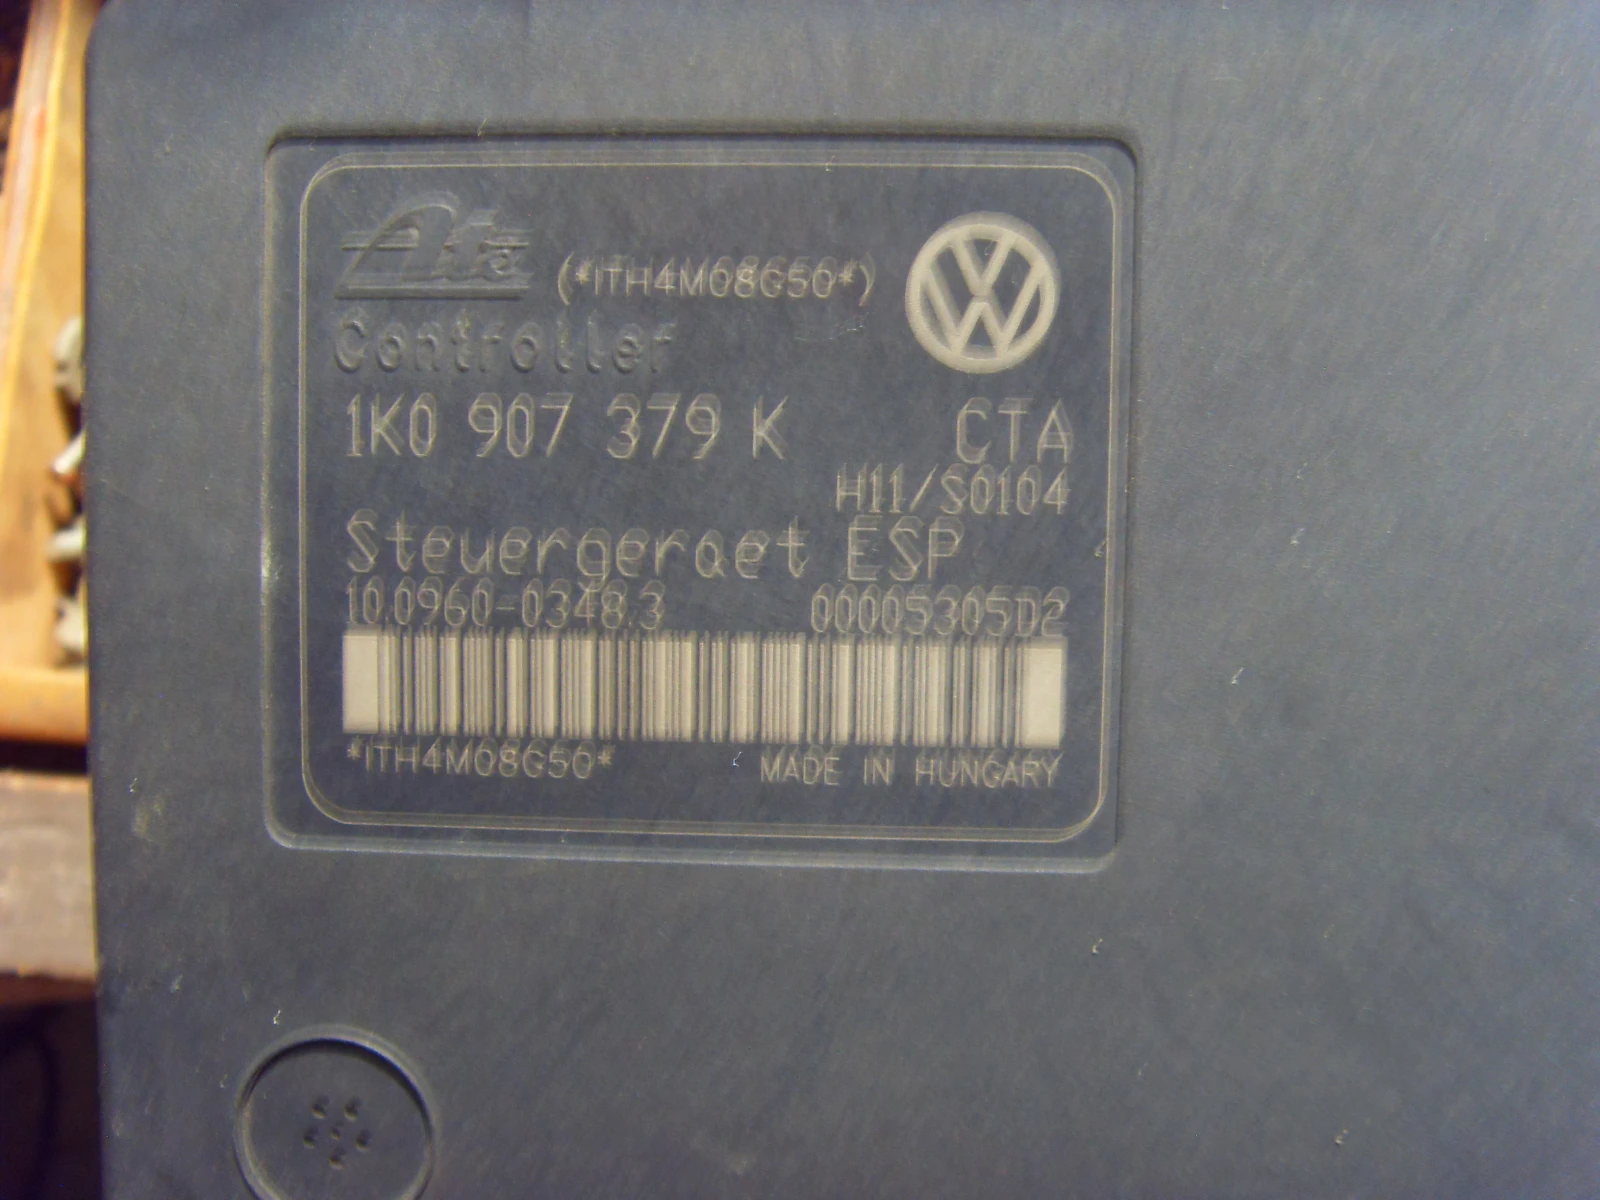 Ate (*ITH4M08G50*)
Controller
1K0 907 379 K CTA
H11/S0104
Steuergeraet ESP
10.0960-0348.3 00005305D2
*ITH4M08G50* MADE IN HUNGARY